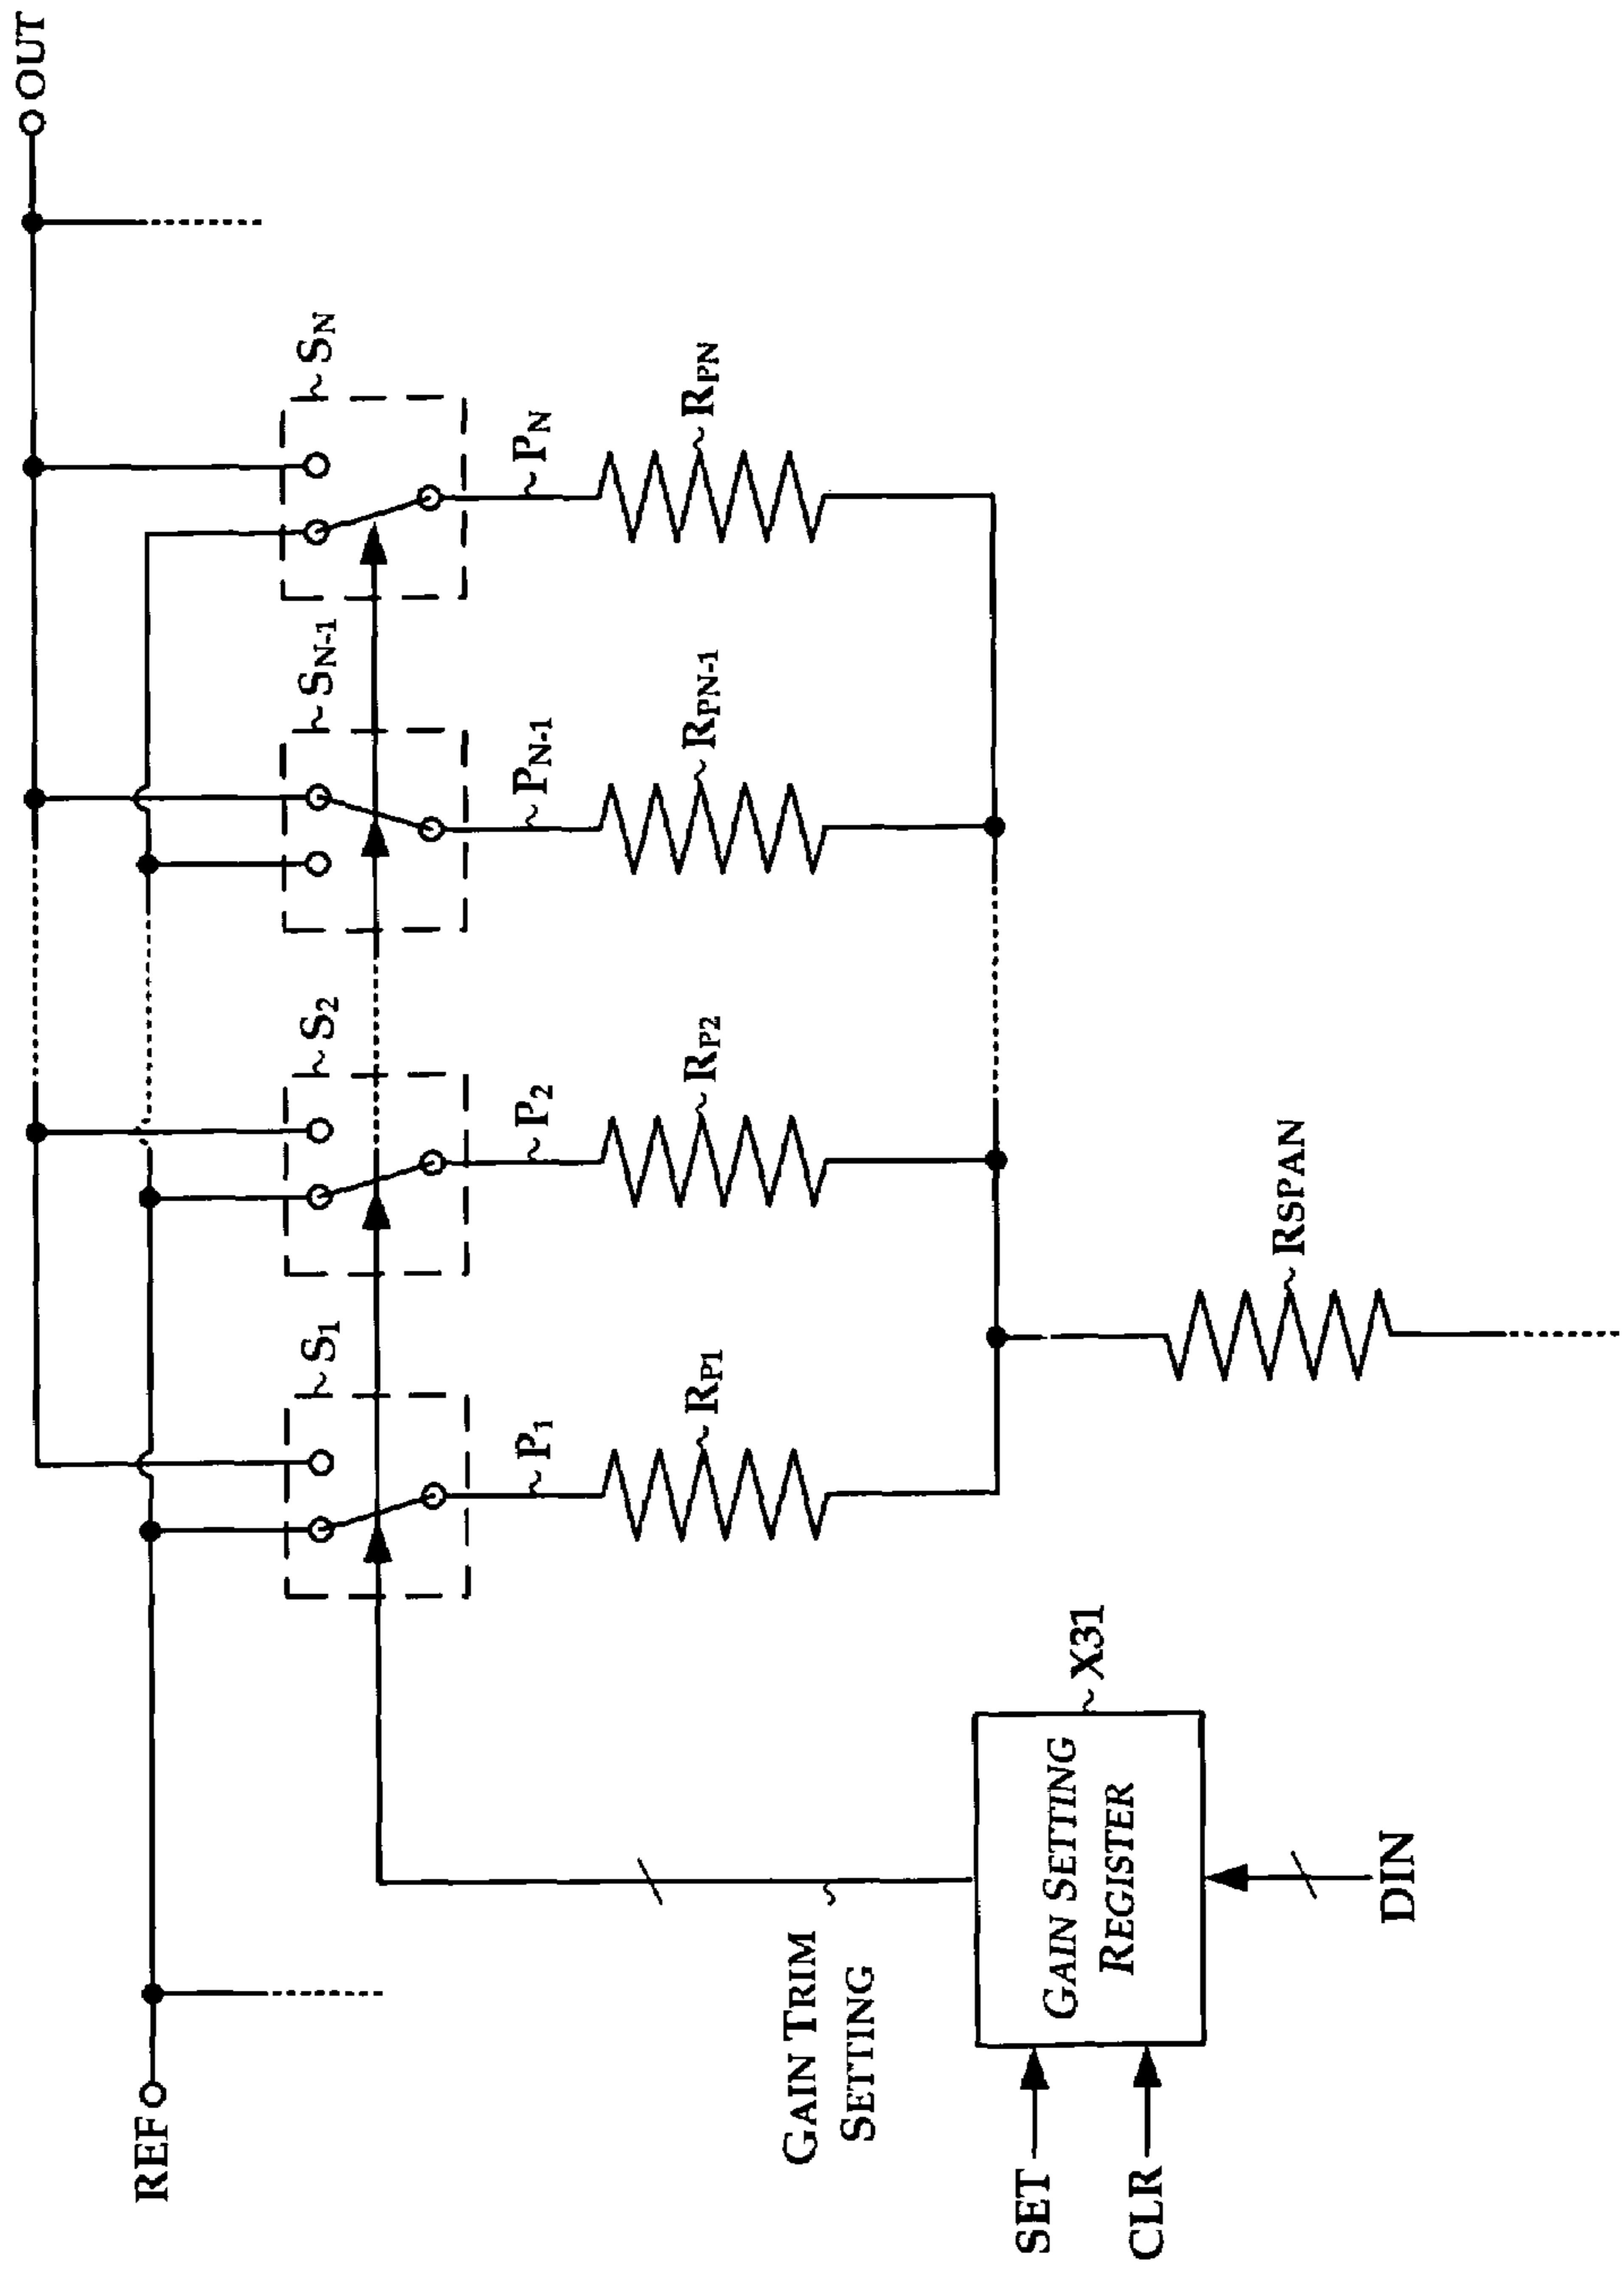 OUT
REF
S1
S2
SN-1
SN
P1
P2
PN-1
PN
RP1
RP2
RPN-1
RPN
GAIN TRIM
SETTING
RSPAN
SET
CLR
GAIN SETTING
REGISTER
X31
DIN